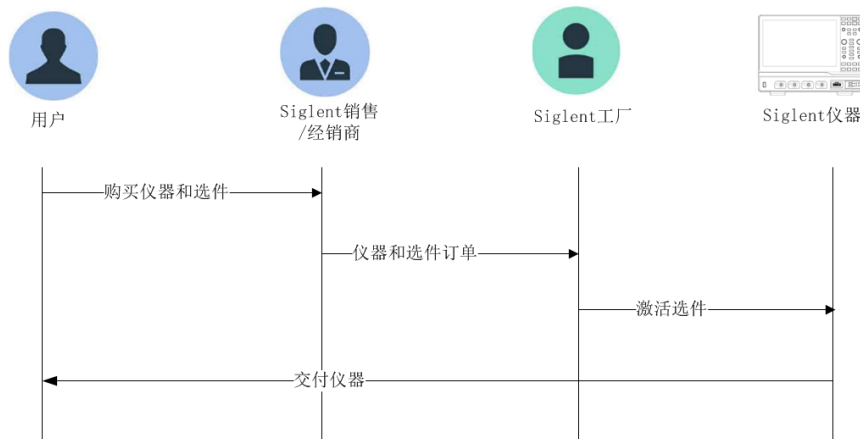 用户
Siglent销售
/经销商
Siglent工厂
Siglent仪器
购买仪器和选件
仪器和选件订单
激活选件
交付仪器